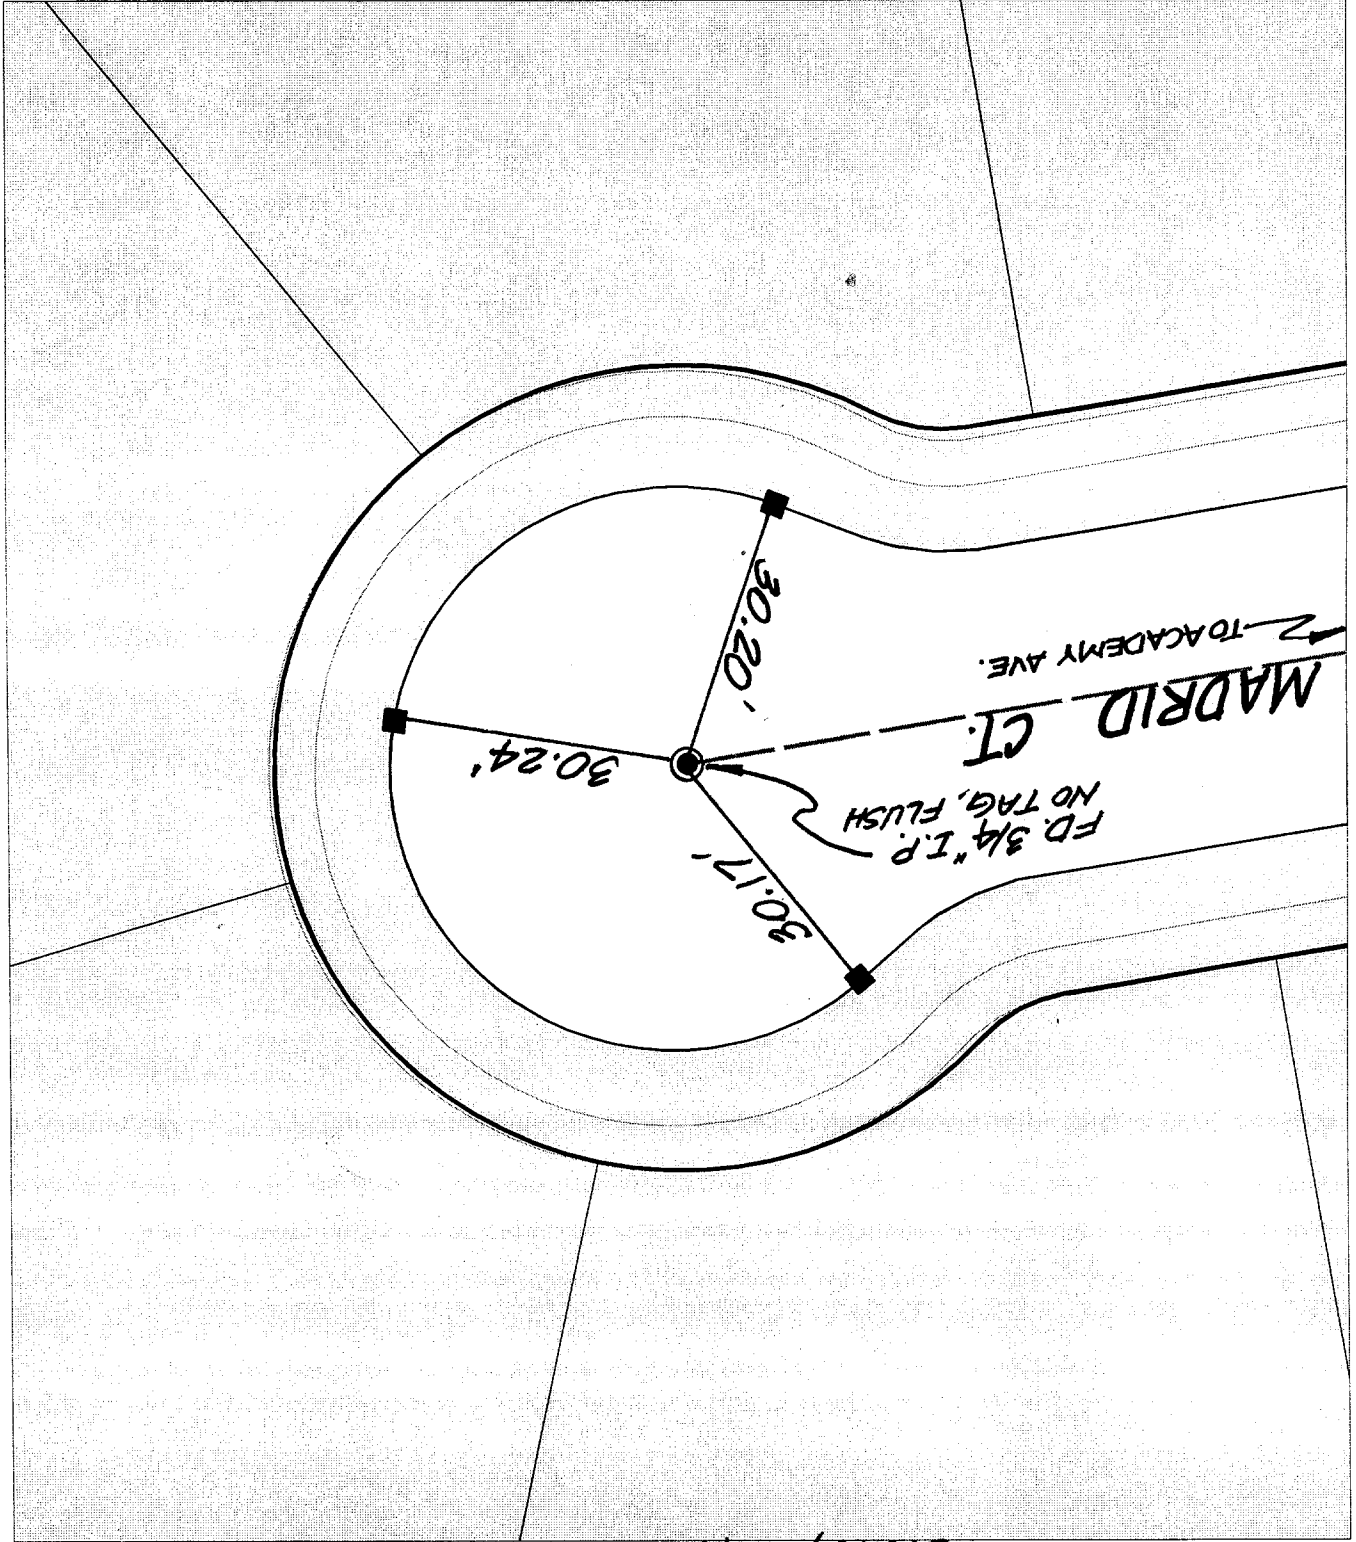 30.17'
FD. 3/4" I.P.
NO TAG, FLUSH
30.24'
MADRID CT.
TO ACADEMY AVE.
30.20'